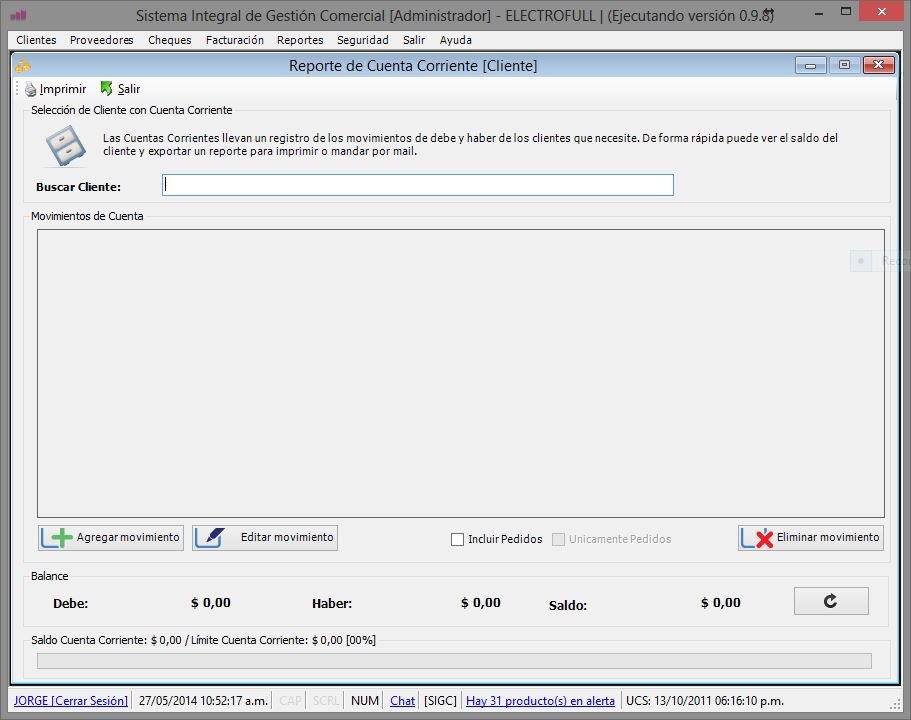 Sistema Integral de Gestión Comercial [Administrador] - ELECTROFULL | (Ejecutando versión 0.9.8)
Clientes Proveedores Cheques Facturación Reportes Seguridad Salir Ayuda
Reporte de Cuenta Corriente [Cliente]
Imprimir Salir
Selección de Cliente con Cuenta Corriente
Las Cuentas Corrientes llevan un registro de los movimientos de debe y haber de los clientes que necesite. De forma rápida puede ver el saldo del
cliente y exportar un reporte para imprimir o mandar por mail.
Buscar Cliente:
Movimientos de Cuenta
Agregar movimiento Editar movimiento Incluir Pedidos Unicamente Pedidos Eliminar movimiento
Balance
Debe: $ 0,00 Haber: $ 0,00 Saldo: $ 0,00
Saldo Cuenta Corriente: $ 0,00 / Límite Cuenta Corriente: $ 0,00 [00%]
JORGE [Cerrar Sesión] 27/05/2014 10:52:17 a.m. CAP SCRL NUM Chat [SIGC] Hay 31 producto(s) en alerta UCS: 13/10/2011 06:16:10 p.m.